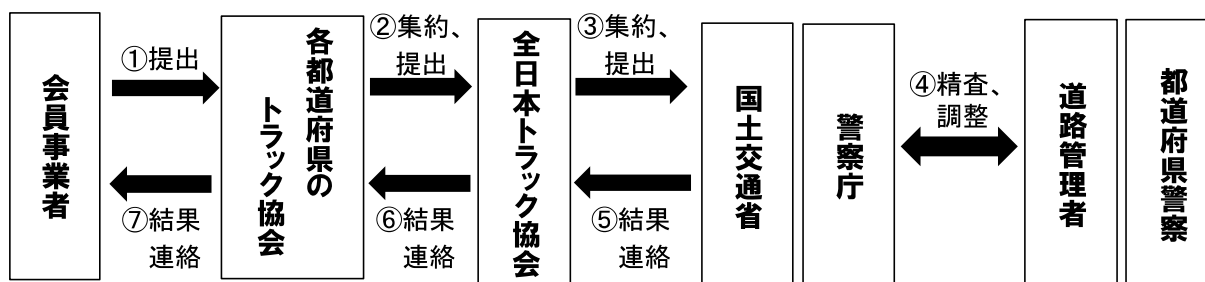 会員事業者
①提出
⑦結果
連絡
各都道府県の
トラック協会
②集約、
提出
⑥結果
連絡
全日本トラック協会
③集約、
提出
⑤結果
連絡
国土交通省
警察庁
④精査、
調整
道路管理者
都道府県警察